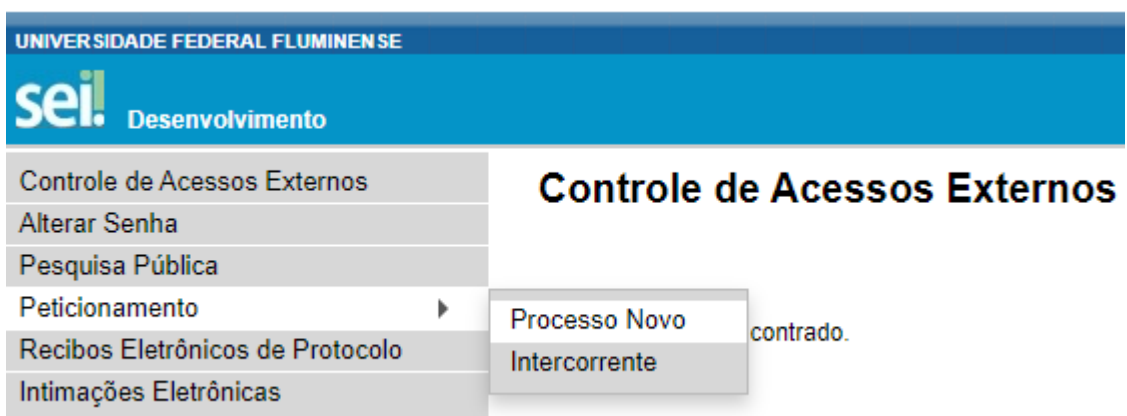 UNIVERSIDADE FEDERAL FLUMINENSE
sei!
Desenvolvimento
Controle de Acessos Externos
Alterar Senha
Pesquisa Pública
Peticionamento
Recibos Eletrônicos de Protocolo
Intimações Eletrônicas
Processo Novo
Intercorrente
Controle de Acessos Externos
contrado.